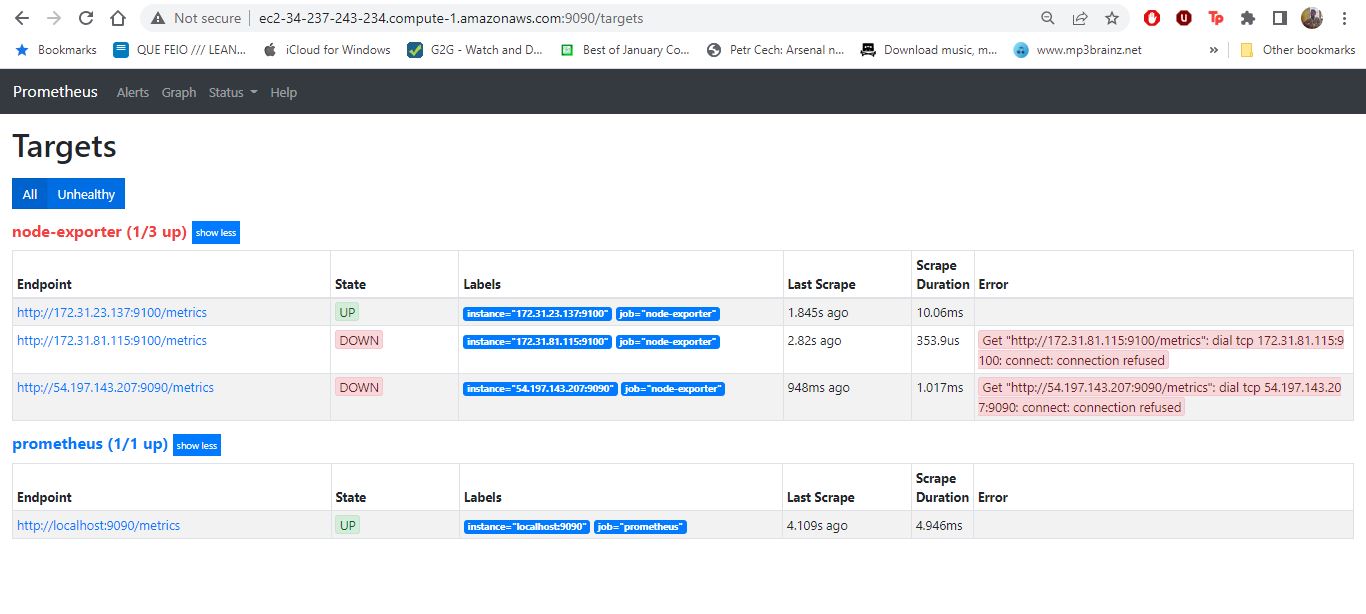 Not secure ec2-34-237-243-234.compute-1.amazonaws.com:9090/targets
Bookmarks QUE FEIO /// LEAN... iCloud for Windows G2G - Watch and D... Best of January Co... Petr Cech: Arsenal n... Download music, m... www.mp3brainz.net » Other bookmarks
Prometheus Alerts Graph Status Help
Targets
All Unhealthy
node-exporter (1/3 up) show less
Endpoint State Labels Last Scrape Scrape Duration Error
http://172.31.23.137:9100/metrics UP instance="172.31.23.137:9100" job="node-exporter" 1.845s ago 10.06ms
http://172.31.81.115:9100/metrics DOWN instance="172.31.81.115:9100" job="node-exporter" 2.82s ago 353.9us Get "http://172.31.81.115:9100/metrics": dial tcp 172.31.81.115:9
100: connect: connection refused
http://54.197.143.207:9090/metrics DOWN instance="54.197.143.207:9090" job="node-exporter" 948ms ago 1.017ms Get "http://54.197.143.207:9090/metrics": dial tcp 54.197.143.20
7:9090: connect: connection refused
prometheus (1/1 up) show less
Endpoint State Labels Last Scrape Scrape Duration Error
http://localhost:9090/metrics UP instance="localhost:9090" job="prometheus" 4.109s ago 4.946ms